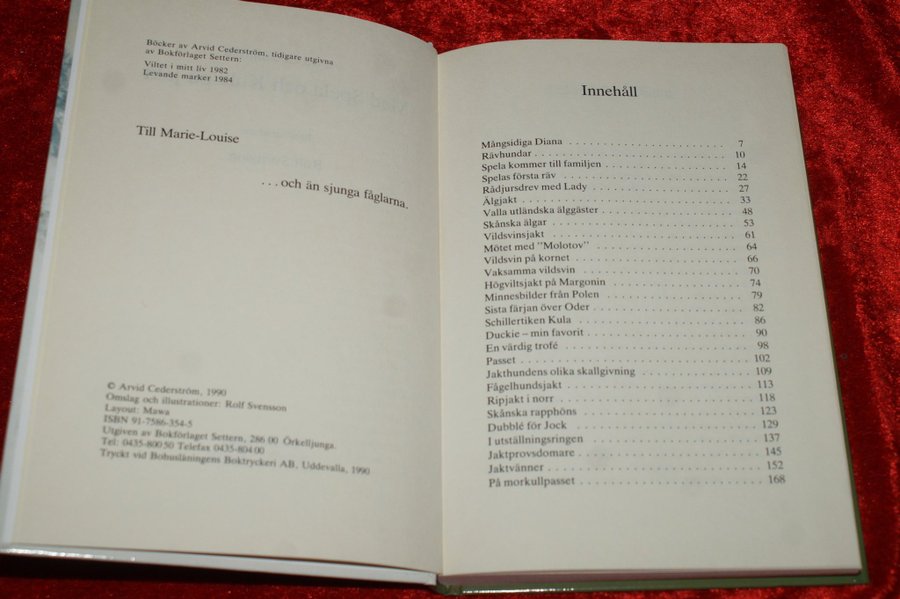 Böcker av Arvid Cederström, tidigare utgivna
av Bokförlaget Settern:
Viltet i mitt liv 1982
Levande marker 1984
Till Marie-Louise
. . . och än sjunga fåglarna.
© Arvid Cederström, 1990
Omslag och illustrationer: Rolf Svensson
Layout: Mawa
ISBN 91-7586-354-5
Utgiven av Bokförlaget Settern, 286 00 Örkelljunga.
Tel: 0435-800 50 Telefax 0435-804 00
Tryckt vid Bohusläningens Boktryckeri AB, Uddevalla, 1990
Innehåll
Mångsidiga Diana 7
Rävhundar 10
Spela kommer till familjen 14
Spelas första räv 22
Rådjursdrev med Lady 27
Älgjakt 33
Valla utländska älggäster 48
Skånska älgar 53
Vildsvinsjakt 61
Mötet med ”Molotov” 64
Vildsvin på kornet 66
Vaksamma vildsvin 70
Högviltsjakt på Margonin 74
Minnesbilder från Polen 79
Sista färjan över Oder 82
Schillertiken Kula 86
Duckie – min favorit 90
En värdig trofé 98
Passet 102
Jakthundens olika skallgivning 109
Fågelhundsjakt 113
Ripjakt i norr 118
Skånska rapphöns 123
Dubblé för Jock 129
I utställningsringen 137
Jaktprovsdomare 145
Jaktvänner 152
På morkullpasset 168